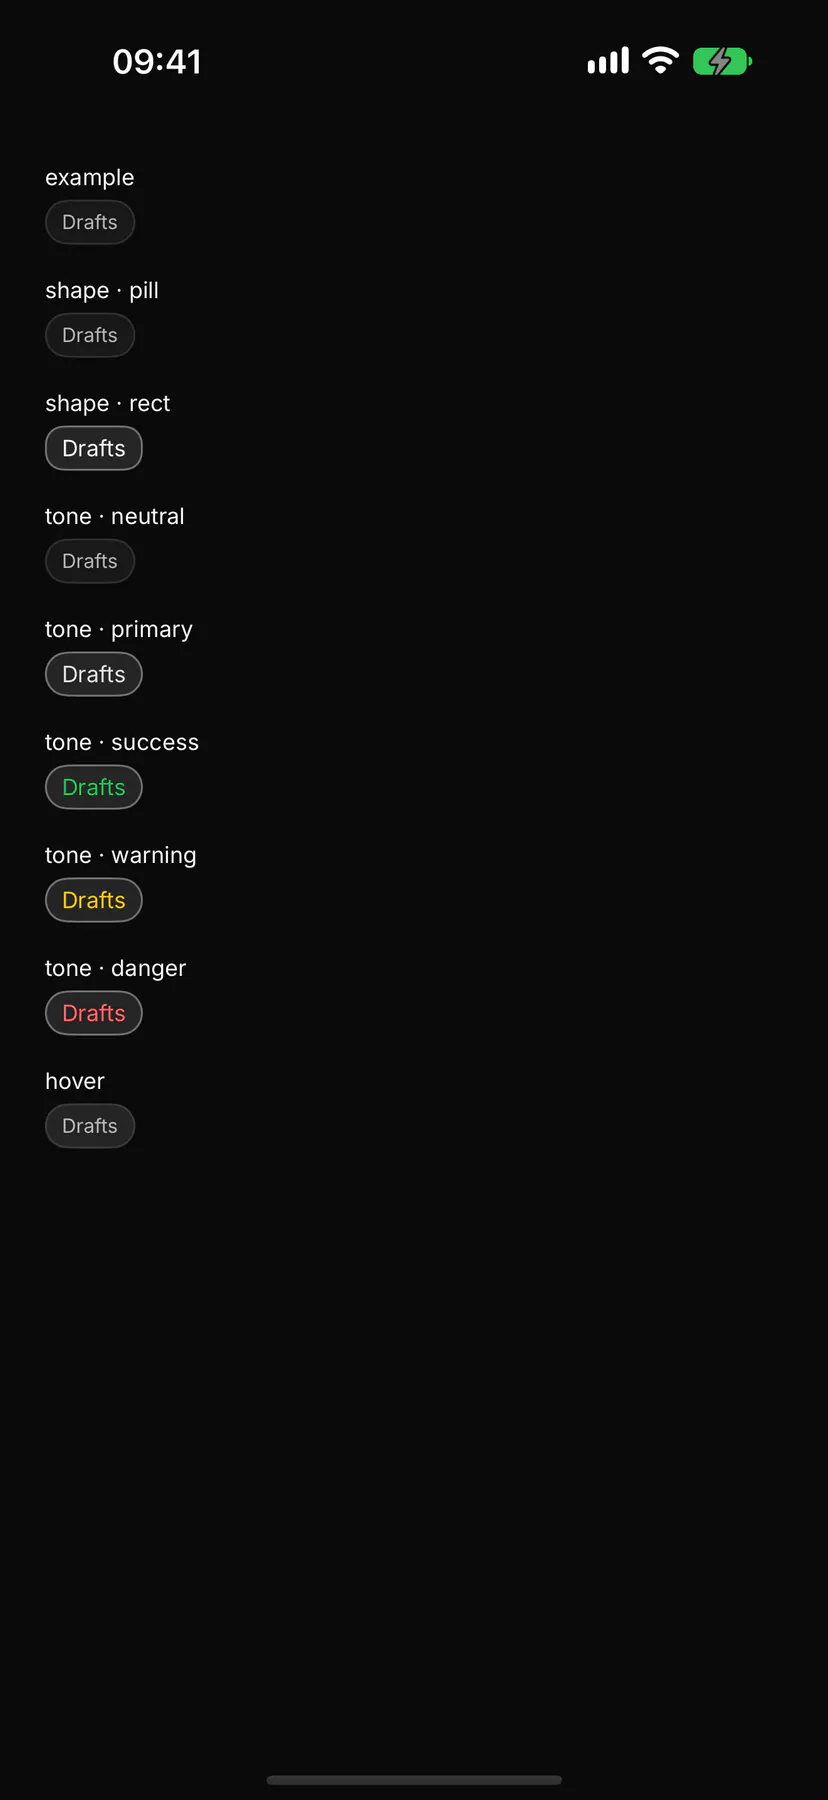 09:41
example
Drafts
shape · pill
Drafts
shape · rect
Drafts
tone · neutral
Drafts
tone · primary
Drafts
tone · success
Drafts
tone · warning
Drafts
tone · danger
Drafts
hover
Drafts